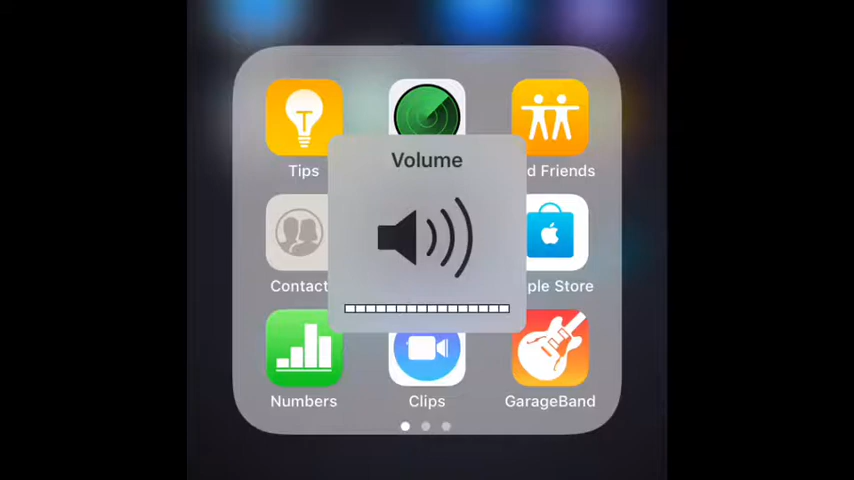 Volume
Tips
d Friends
Contact
ple Store
Numbers
Clips
GarageBand